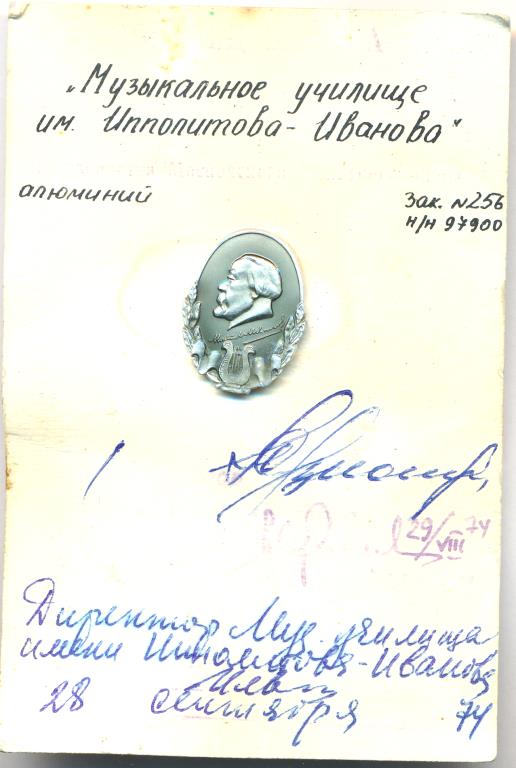 „Музыкальное училище
им. Ипполитова-Иванова"
алюминий
Зак. №256
н/н 97900
29/VIII 74
Директор Муз. училища
имени Ипполитова-Иванова
28 сентября 74